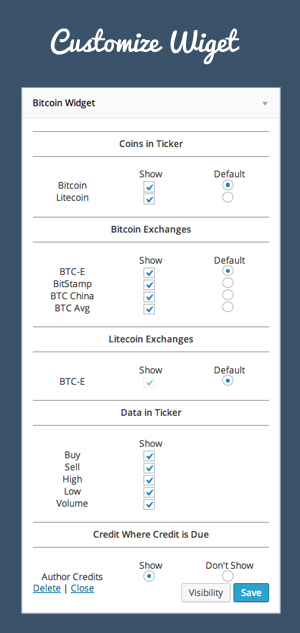 Customize Wiget
Bitcoin Widget
Coins in Ticker
Show Default
Bitcoin
Litecoin
Bitcoin Exchanges
Show Default
BTC-E
BitStamp
BTC China
BTC Avg
Litecoin Exchanges
Show Default
BTC-E
Data in Ticker
Show
Buy
Sell
High
Low
Volume
Credit Where Credit is Due
Show Don't Show
Author Credits
Delete | Close Visibility Save